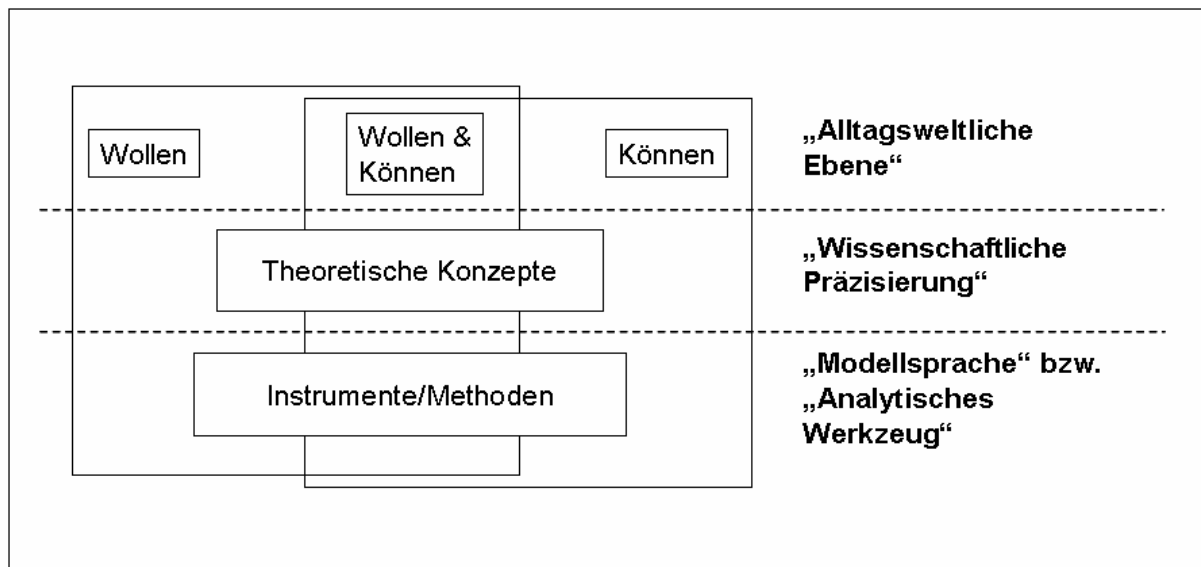 Wollen
Wollen &
Können
Können
„Alltagsweltliche
Ebene“
Theoretische Konzepte
„Wissenschaftliche
Präzisierung“
Instrumente/Methoden
„Modellsprache“ bzw.
„Analytisches
Werkzeug“